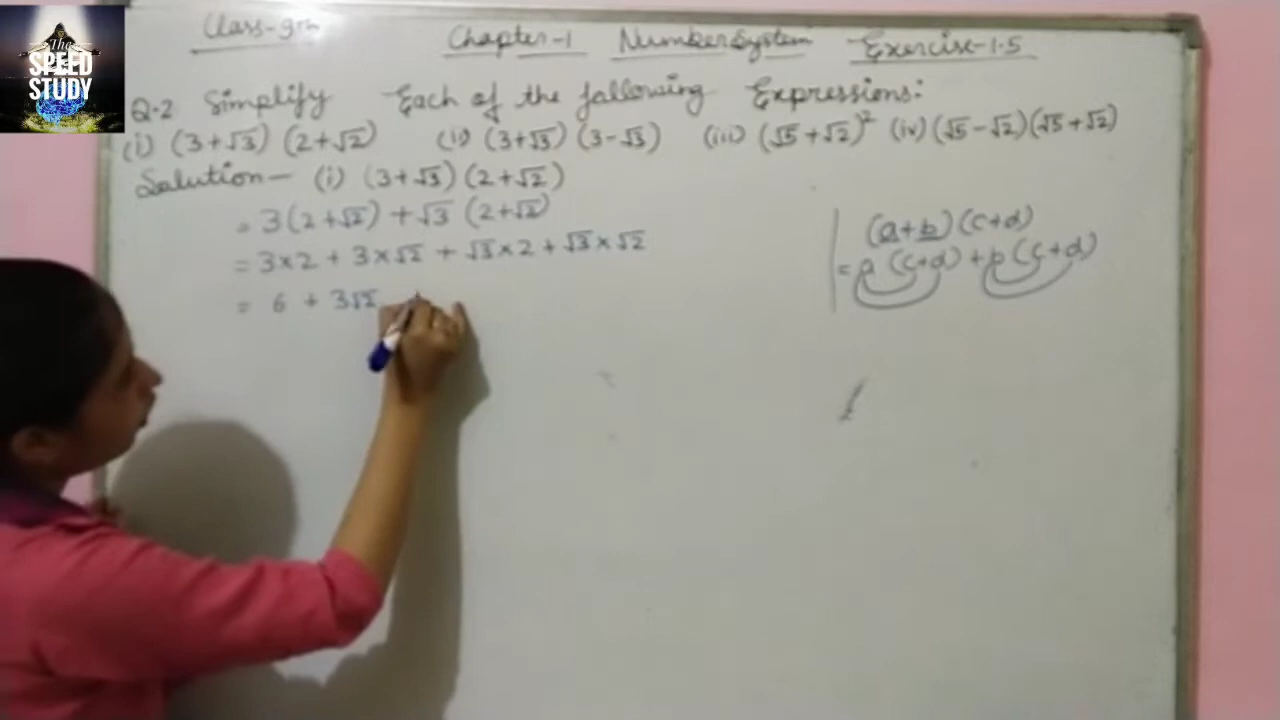 The
SPEED
STUDY
Class-9th
Chapter-1 Number System Exercise-1.5
Q.2 Simplify Each of the following Expressions:
(i) (3+√3) (2+√2) (ii) (3+√3) (3-√3) (iii) (√5+√2)² (iv) (√5-√2)(√5+√2)
Solution- (i) (3+√3) (2+√2)
= 3(2+√2) + √3 (2+√2)
= 3×2 + 3×√2 + √3×2 + √3×√2
= 6 + 3√2
(a+b)(c+d)
= a(c+d) + b(c+d)